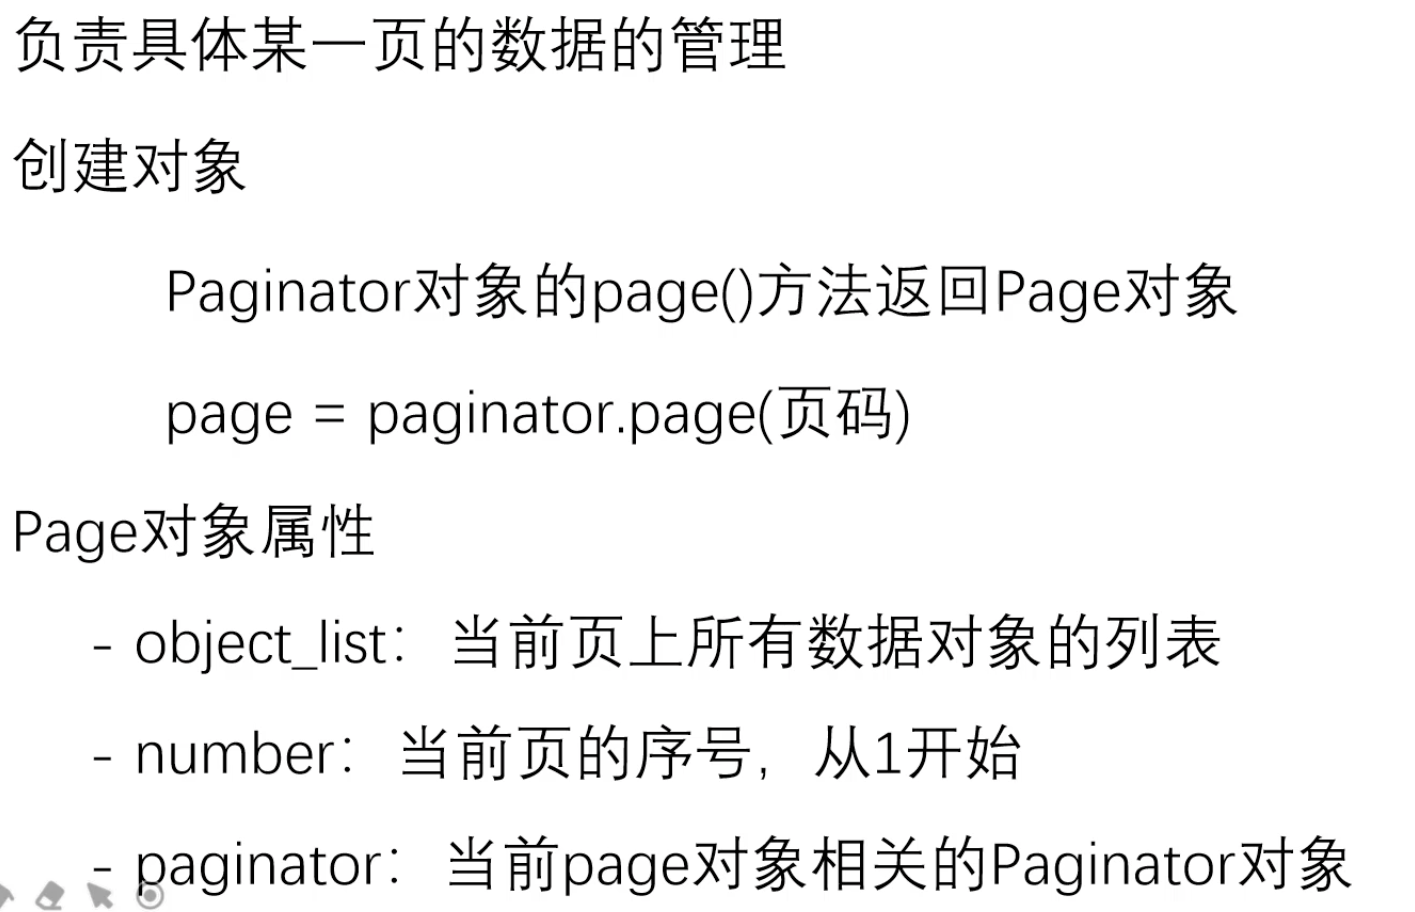 负责具体某一页的数据的管理
创建对象
Paginator对象的page()方法返回Page对象
page = paginator.page(页码)
Page对象属性
- object_list：当前页上所有数据对象的列表
- number：当前页的序号，从1开始
- paginator：当前page对象相关的Paginator对象